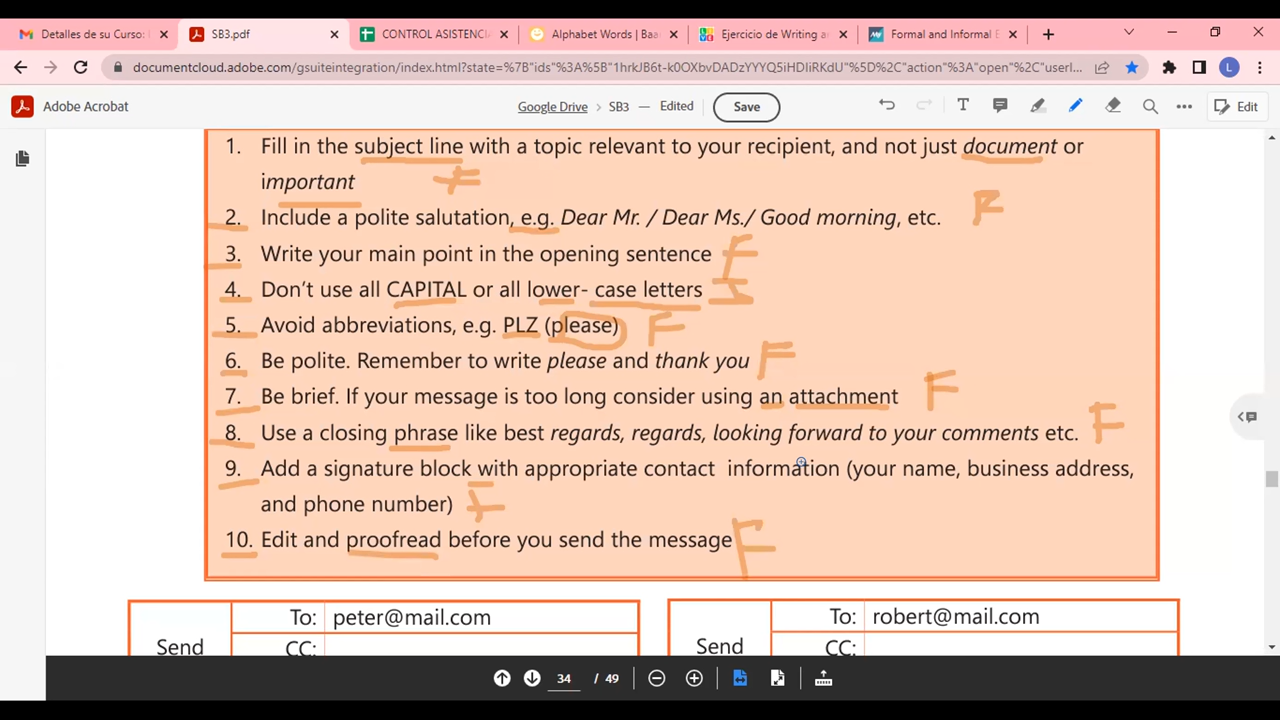 Detalles de su Curso:
SB3.pdf
CONTROL ASISTENCI
Alphabet Words | Baa
Ejercicio de Writing a
Formal and Informal E
documentcloud.adobe.com/gsuiteintegration/index.html?state=%7B"ids"%3A%5B"1hrkJB6t-k0OXbvDADzYYYQ5iHDIiRKdU"%5D%2C"action"%3A"open"%2C"userI...
L
Adobe Acrobat
Google Drive › SB3 — Edited
Save
Edit
1. Fill in the subject line with a topic relevant to your recipient, and not just document or
important F
2. Include a polite salutation, e.g. Dear Mr. / Dear Ms./ Good morning, etc. F
3. Write your main point in the opening sentence F
4. Don't use all CAPITAL or all lower- case letters I
5. Avoid abbreviations, e.g. PLZ (please) F
6. Be polite. Remember to write please and thank you F
7. Be brief. If your message is too long consider using an attachment F
8. Use a closing phrase like best regards, regards, looking forward to your comments etc. F
9. Add a signature block with appropriate contact information (your name, business address,
and phone number) F
10. Edit and proofread before you send the message F
To: peter@mail.com
Send
CC:
To: robert@mail.com
Send
CC:
34 / 49